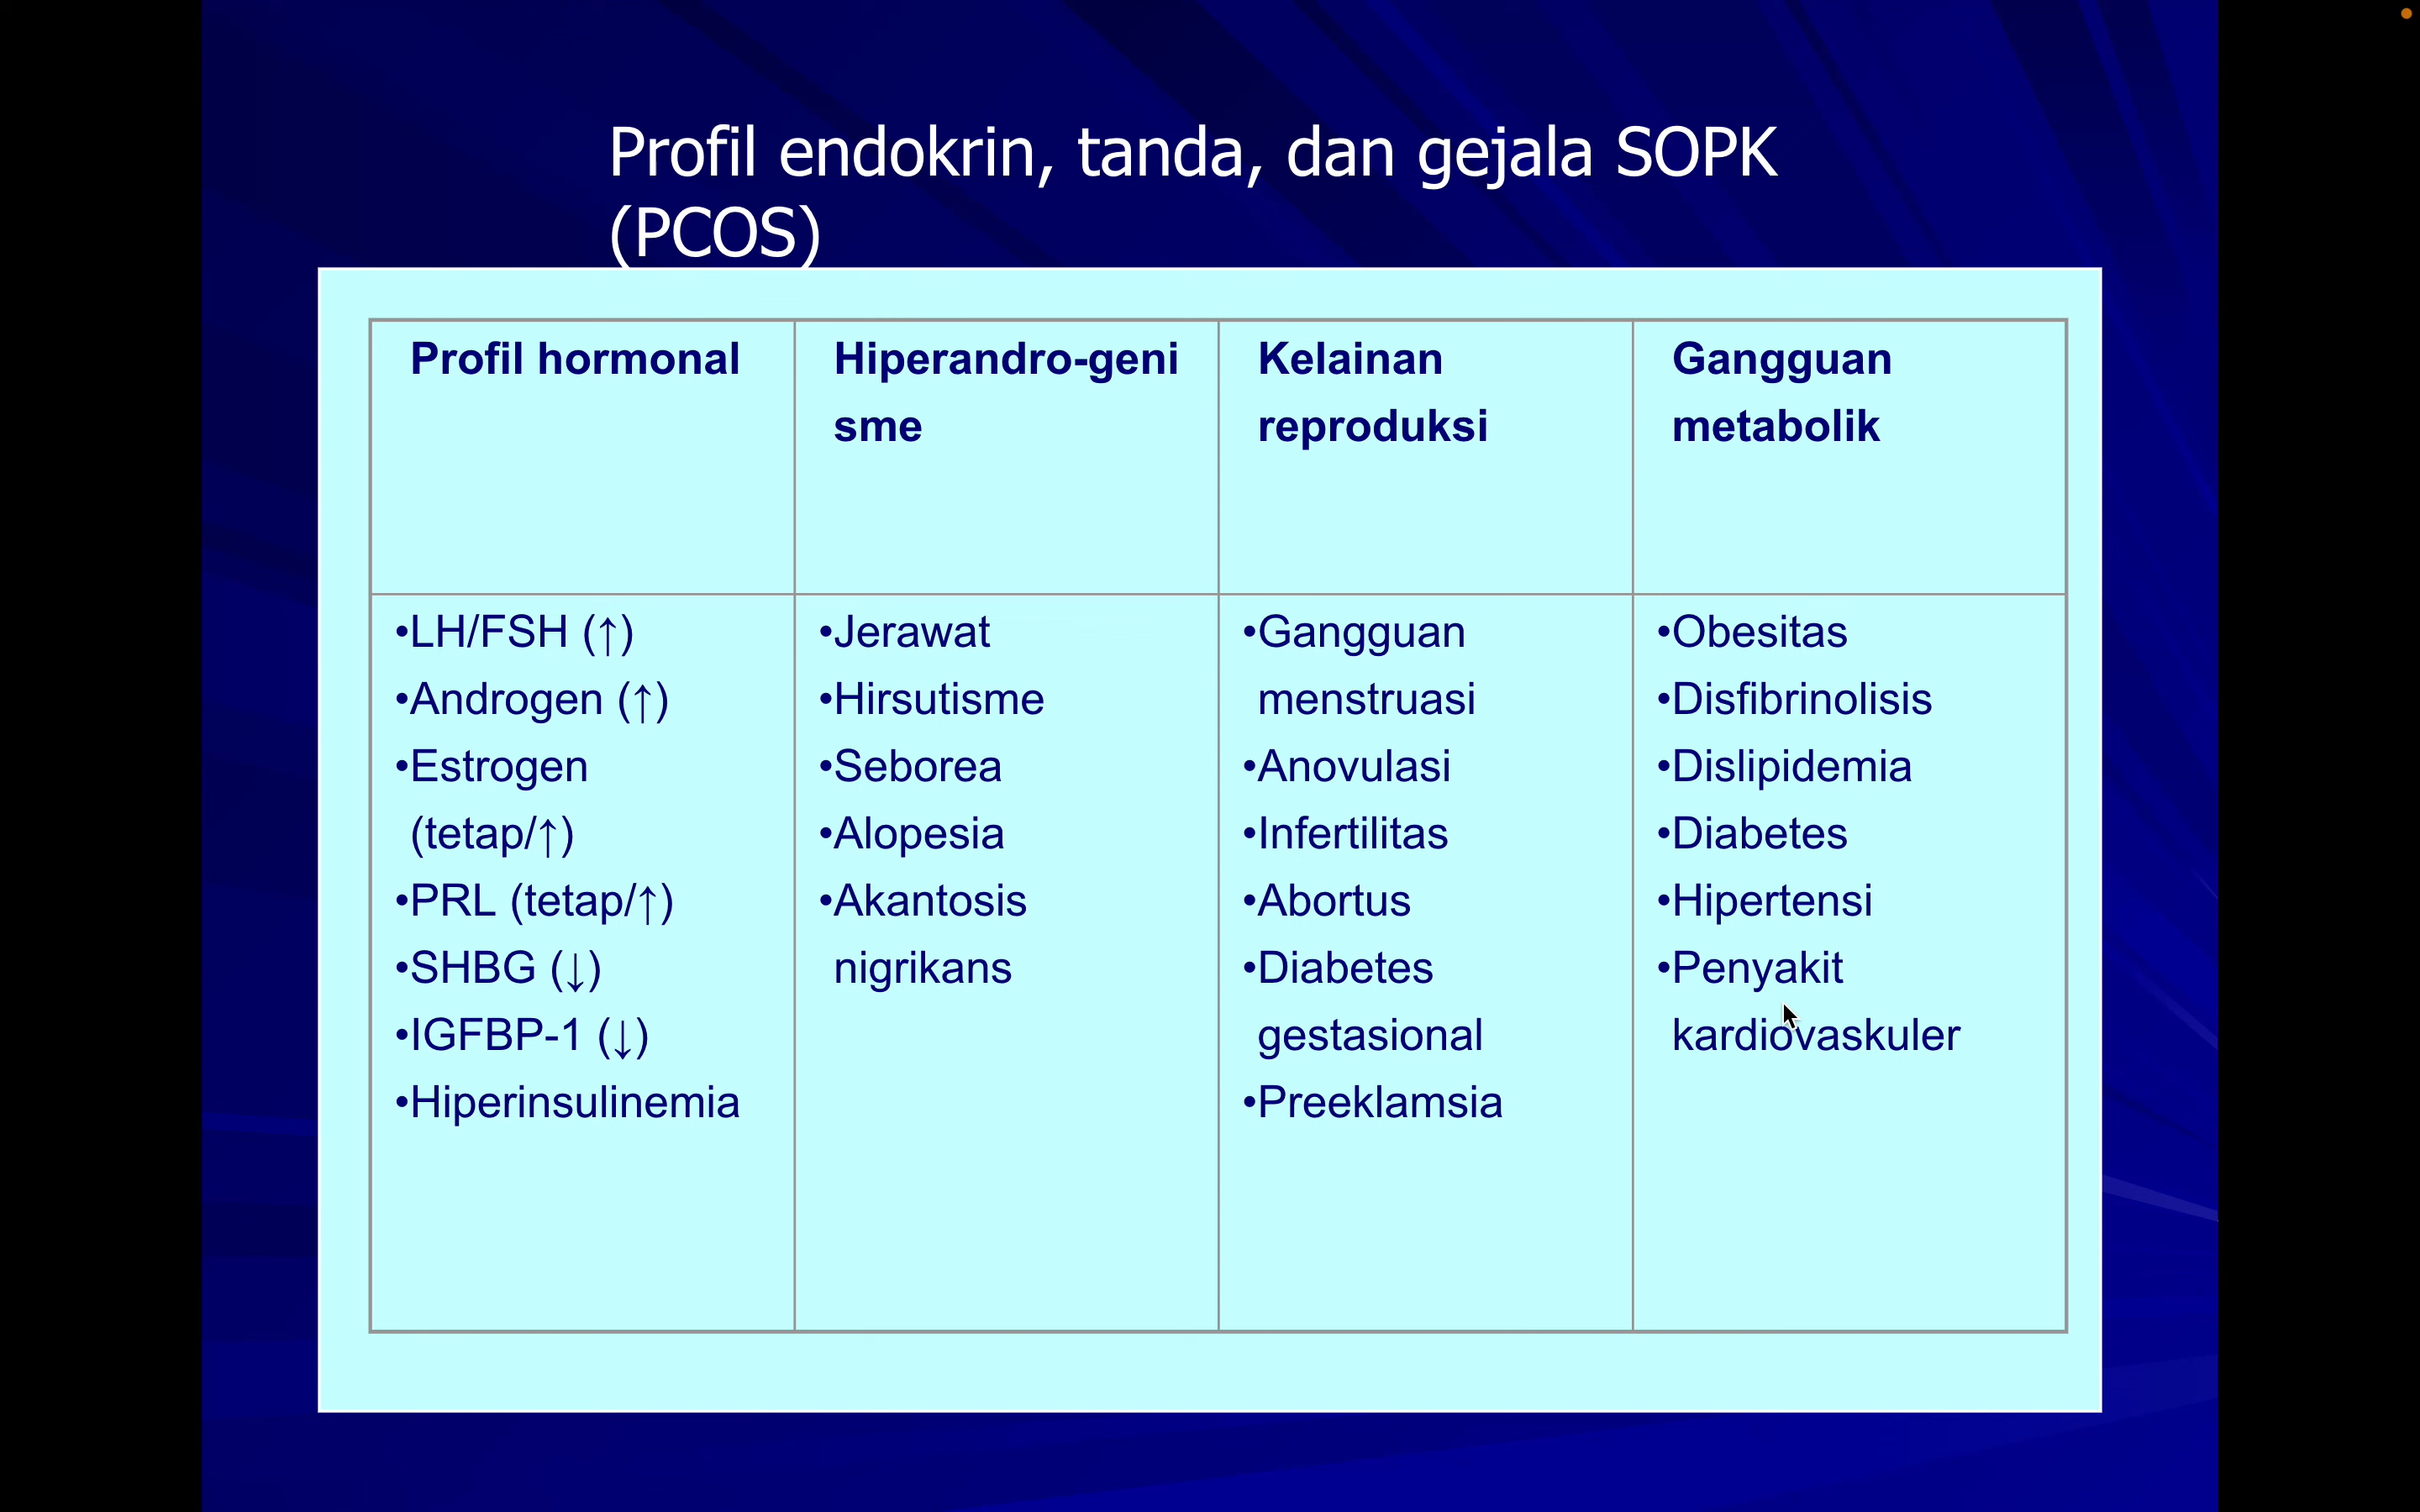 Profil endokrin, tanda, dan gejala SOPK
(PCOS)
Profil hormonal
Hiperandro-geni
sme
Kelainan
reproduksi
Gangguan
metabolik
•LH/FSH (↑)
•Androgen (↑)
•Estrogen
(tetap/↑)
•PRL (tetap/↑)
•SHBG (↓)
•IGFBP-1 (↓)
•Hiperinsulinemia
•Jerawat
•Hirsutisme
•Seborea
•Alopesia
•Akantosis
nigrikans
•Gangguan
menstruasi
•Anovulasi
•Infertilitas
•Abortus
•Diabetes
gestasional
•Preeklamsia
•Obesitas
•Disfibrinolisis
•Dislipidemia
•Diabetes
•Hipertensi
•Penyakit
kardiovaskuler